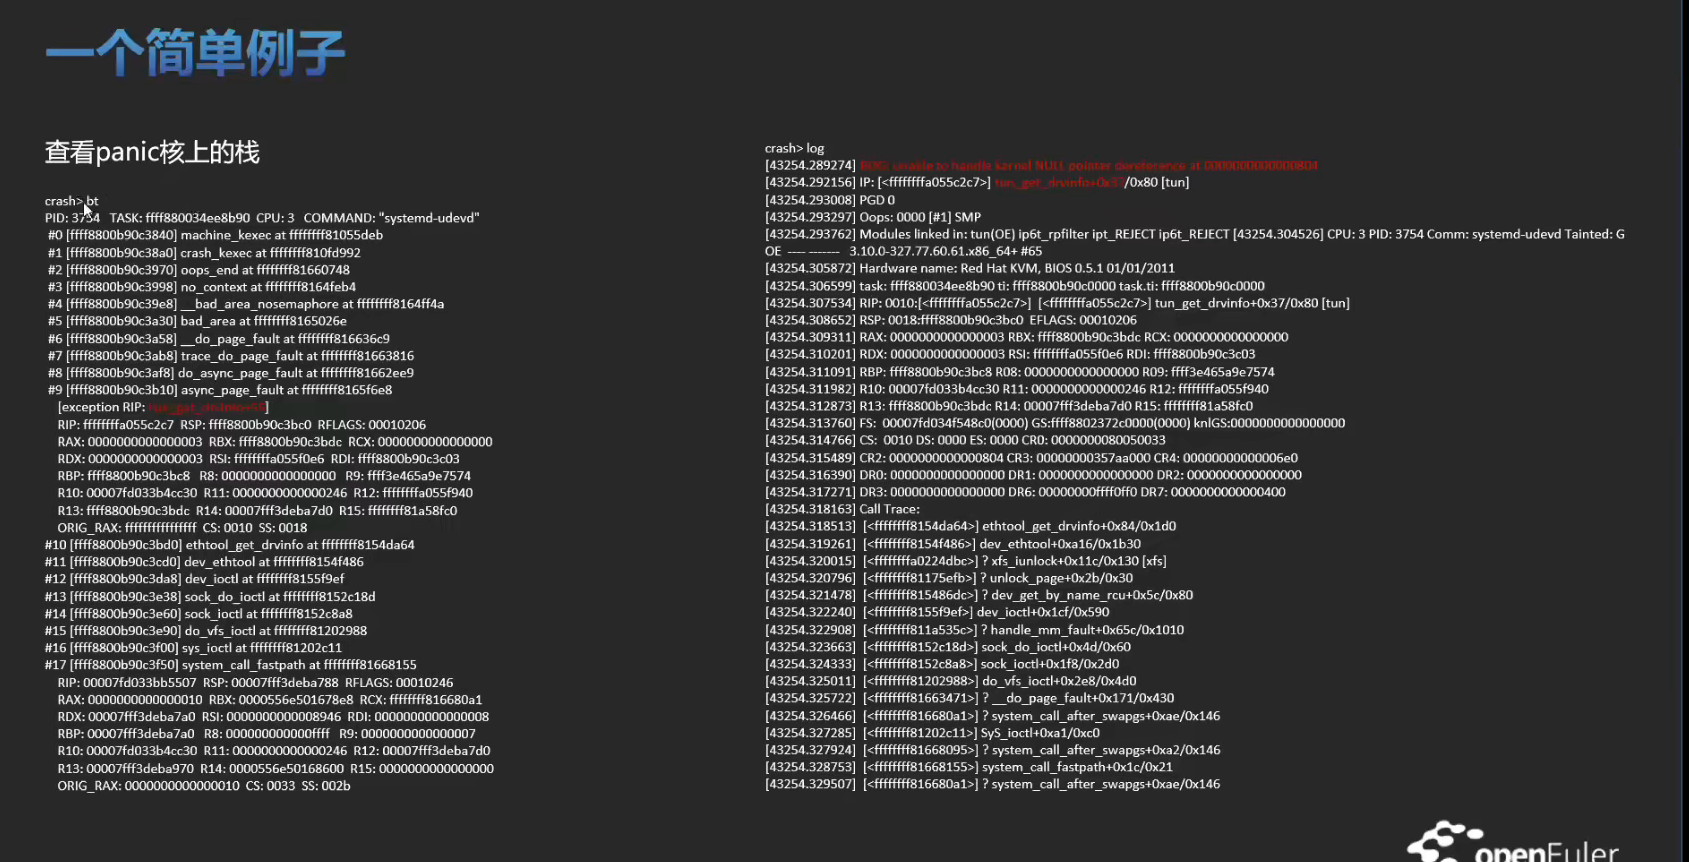 一个简单例子
查看panic核上的栈
crash> bt
PID: 3754 TASK: ffff880034ee8b90 CPU: 3 COMMAND: "systemd-udevd"
#0 [ffff8800b90c3840] machine_kexec at ffffffff81055deb
#1 [ffff8800b90c38a0] crash_kexec at ffffffff810fd992
#2 [ffff8800b90c3970] oops_end at ffffffff81660748
#3 [ffff8800b90c3998] no_context at ffffffff8164feb4
#4 [ffff8800b90c39e8] __bad_area_nosemaphore at ffffffff8164ff4a
#5 [ffff8800b90c3a30] bad_area at ffffffff8165026e
#6 [ffff8800b90c3a58] __do_page_fault at ffffffff816636c9
#7 [ffff8800b90c3ab8] trace_do_page_fault at ffffffff81663816
#8 [ffff8800b90c3af8] do_async_page_fault at ffffffff81662ee9
#9 [ffff8800b90c3b10] async_page_fault at ffffffff8165f6e8
[exception RIP: tun_get_drvinfo+55]
RIP: ffffffffa055c2c7 RSP: ffff8800b90c3bc0 RFLAGS: 00010206
RAX: 0000000000000003 RBX: ffff8800b90c3bdc RCX: 0000000000000000
RDX: 0000000000000003 RSI: ffffffffa055f0e6 RDI: ffff8800b90c3c03
RBP: ffff8800b90c3bc8 R8: 0000000000000000 R9: ffff3e465a9e7574
R10: 00007fd033b4cc30 R11: 0000000000000246 R12: ffffffffa055f940
R13: ffff8800b90c3bdc R14: 00007fff3deba7d0 R15: ffffffff81a58fc0
ORIG_RAX: ffffffffffffffff CS: 0010 SS: 0018
#10 [ffff8800b90c3bd0] ethtool_get_drvinfo at ffffffff8154da64
#11 [ffff8800b90c3cd0] dev_ethtool at ffffffff8154f486
#12 [ffff8800b90c3da8] dev_ioctl at ffffffff8155f9ef
#13 [ffff8800b90c3e38] sock_do_ioctl at ffffffff8152c18d
#14 [ffff8800b90c3e60] sock_ioctl at ffffffff8152c8a8
#15 [ffff8800b90c3e90] do_vfs_ioctl at ffffffff81202988
#16 [ffff8800b90c3f00] sys_ioctl at ffffffff81202c11
#17 [ffff8800b90c3f50] system_call_fastpath at ffffffff81668155
RIP: 00007fd033bb5507 RSP: 00007fff3deba788 RFLAGS: 00010246
RAX: 0000000000000010 RBX: 0000556e501678e8 RCX: ffffffff816680a1
RDX: 00007fff3deba7a0 RSI: 0000000000008946 RDI: 0000000000000008
RBP: 00007fff3deba7a0 R8: 000000000000ffff R9: 0000000000000007
R10: 00007fd033b4cc30 R11: 0000000000000246 R12: 00007fff3deba7d0
R13: 00007fff3deba970 R14: 0000556e50168600 R15: 0000000000000000
ORIG_RAX: 0000000000000010 CS: 0033 SS: 002b
crash> log
[43254.289274] BUG: unable to handle kernel NULL pointer dereference at 0000000000000804
[43254.292156] IP: [<ffffffffa055c2c7>] tun_get_drvinfo+0x37/0x80 [tun]
[43254.293008] PGD 0
[43254.293297] Oops: 0000 [#1] SMP
[43254.293762] Modules linked in: tun(OE) ip6t_rpfilter ipt_REJECT ip6t_REJECT [43254.304526] CPU: 3 PID: 3754 Comm: systemd-udevd Tainted: G
OE ---- ------- 3.10.0-327.77.60.61.x86_64+ #65
[43254.305872] Hardware name: Red Hat KVM, BIOS 0.5.1 01/01/2011
[43254.306599] task: ffff880034ee8b90 ti: ffff8800b90c0000 task.ti: ffff8800b90c0000
[43254.307534] RIP: 0010:[<ffffffffa055c2c7>] [<ffffffffa055c2c7>] tun_get_drvinfo+0x37/0x80 [tun]
[43254.308652] RSP: 0018:ffff8800b90c3bc0 EFLAGS: 00010206
[43254.309311] RAX: 0000000000000003 RBX: ffff8800b90c3bdc RCX: 0000000000000000
[43254.310201] RDX: 0000000000000003 RSI: ffffffffa055f0e6 RDI: ffff8800b90c3c03
[43254.311091] RBP: ffff8800b90c3bc8 R08: 0000000000000000 R09: ffff3e465a9e7574
[43254.311982] R10: 00007fd033b4cc30 R11: 0000000000000246 R12: ffffffffa055f940
[43254.312873] R13: ffff8800b90c3bdc R14: 00007fff3deba7d0 R15: ffffffff81a58fc0
[43254.313760] FS: 00007fd034f548c0(0000) GS:ffff8802372c0000(0000) knlGS:0000000000000000
[43254.314766] CS: 0010 DS: 0000 ES: 0000 CR0: 0000000080050033
[43254.315489] CR2: 0000000000000804 CR3: 00000000357aa000 CR4: 00000000000006e0
[43254.316390] DR0: 0000000000000000 DR1: 0000000000000000 DR2: 0000000000000000
[43254.317271] DR3: 0000000000000000 DR6: 00000000ffff0ff0 DR7: 0000000000000400
[43254.318163] Call Trace:
[43254.318513] [<ffffffff8154da64>] ethtool_get_drvinfo+0x84/0x1d0
[43254.319261] [<ffffffff8154f486>] dev_ethtool+0xa16/0x1b30
[43254.320015] [<ffffffffa0224dbc>] ? xfs_iunlock+0x11c/0x130 [xfs]
[43254.320796] [<ffffffff81175efb>] ? unlock_page+0x2b/0x30
[43254.321478] [<ffffffff815486dc>] ? dev_get_by_name_rcu+0x5c/0x80
[43254.322240] [<ffffffff8155f9ef>] dev_ioctl+0x1cf/0x590
[43254.322908] [<ffffffff811a535c>] ? handle_mm_fault+0x65c/0x1010
[43254.323663] [<ffffffff8152c18d>] sock_do_ioctl+0x4d/0x60
[43254.324333] [<ffffffff8152c8a8>] sock_ioctl+0x1f8/0x2d0
[43254.325011] [<ffffffff81202988>] do_vfs_ioctl+0x2e8/0x4d0
[43254.325722] [<ffffffff81663471>] ? __do_page_fault+0x171/0x430
[43254.326466] [<ffffffff816680a1>] ? system_call_after_swapgs+0xae/0x146
[43254.327285] [<ffffffff81202c11>] SyS_ioctl+0xa1/0xc0
[43254.327924] [<ffffffff81668095>] ? system_call_after_swapgs+0xa2/0x146
[43254.328753] [<ffffffff81668155>] system_call_fastpath+0x1c/0x21
[43254.329507] [<ffffffff816680a1>] ? system_call_after_swapgs+0xae/0x146
openEuler